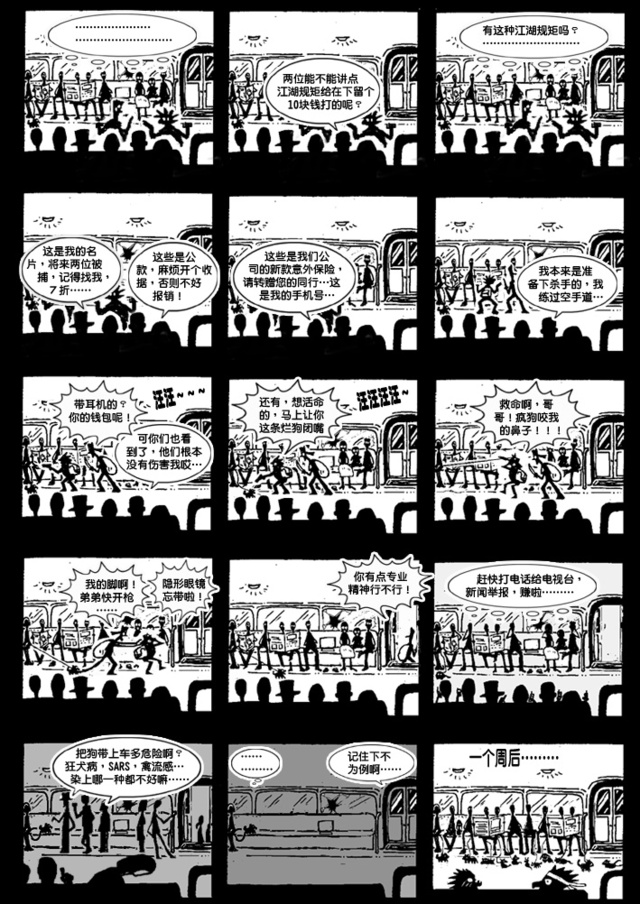 ………………………
………………………………
两位能不能讲点
江湖规矩给在下留个
10块钱打的呢？
有这种江湖规矩吗？
………………
这是我的名
片，将来两位被
捕，记得找我，
7折……
这些是公
款，麻烦开个收
据，否则不好
报销！
这些是我们公
司的新款意外保险，
请转赠您的同行…这
是我的手机号…
我本来是准
备下杀手的，我
练过空手道…
带耳机的？
你的钱包呢！
汪汪~~~
可你们也看
到了，他们根本
没有伤害我哎…
还有，想活命
的，马上让你
这条烂狗闭嘴
汪汪汪汪~
救命啊，哥
哥！疯狗咬我
的鼻子！！！
我的脚啊！
弟弟快开枪
……
隐形眼镜
忘带啦！
你有点专业
精神行不行！
赶快打电话给电视台，
新闻举报，赚啦………
把狗带上车多危险啊？
狂犬病，SARS，禽流感…
染上哪一种都不好嘛……
……
………
记住下不
为例啊……
一个周后………